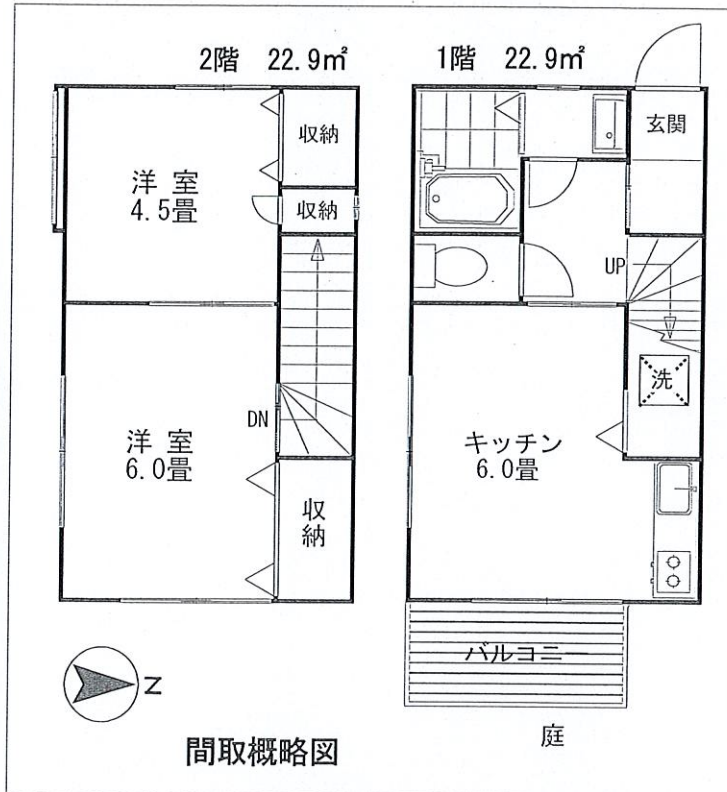 2階 22.9㎡
1階 22.9㎡
収納
玄関
洋室
4.5畳
収納
UP
洗
DN
洋室
6.0畳
キッチン
6.0畳
収納
バルコニー
N
庭
間取概略図